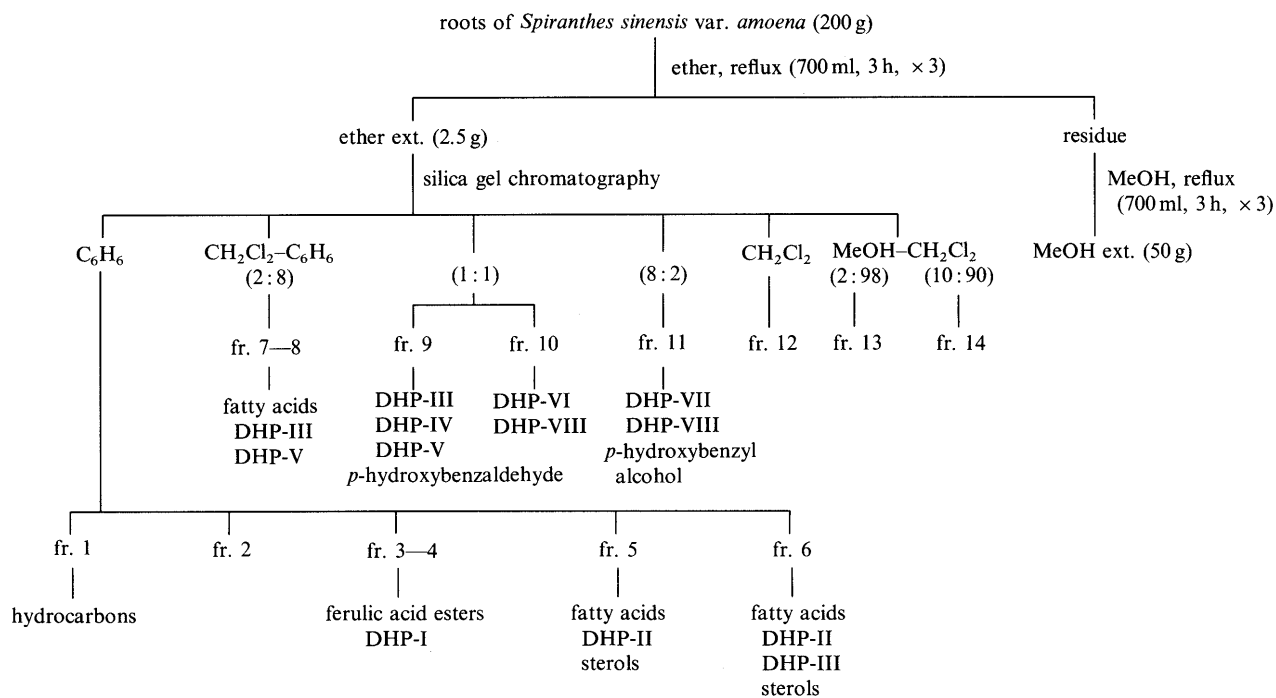 roots of Spiranthes sinensis var. amoena (200 g)
ether, reflux (700 ml, 3 h, × 3)
ether ext. (2.5 g)
residue
silica gel chromatography
MeOH, reflux
(700 ml, 3 h, × 3)
C₆H₆
CH₂Cl₂–C₆H₆
(2 : 8)
(1 : 1)
(8 : 2)
CH₂Cl₂
MeOH–CH₂Cl₂
(2 : 98)
(10 : 90)
MeOH ext. (50 g)
fr. 7—8
fr. 9
fr. 10
fr. 11
fr. 12
fr. 13
fr. 14
fatty acids
DHP-III
DHP-V
DHP-III
DHP-IV
DHP-V
p-hydroxybenzaldehyde
DHP-VI
DHP-VIII
DHP-VII
DHP-VIII
p-hydroxybenzyl
alcohol
fr. 1
fr. 2
fr. 3—4
fr. 5
fr. 6
hydrocarbons
ferulic acid esters
DHP-I
fatty acids
DHP-II
sterols
fatty acids
DHP-II
DHP-III
sterols